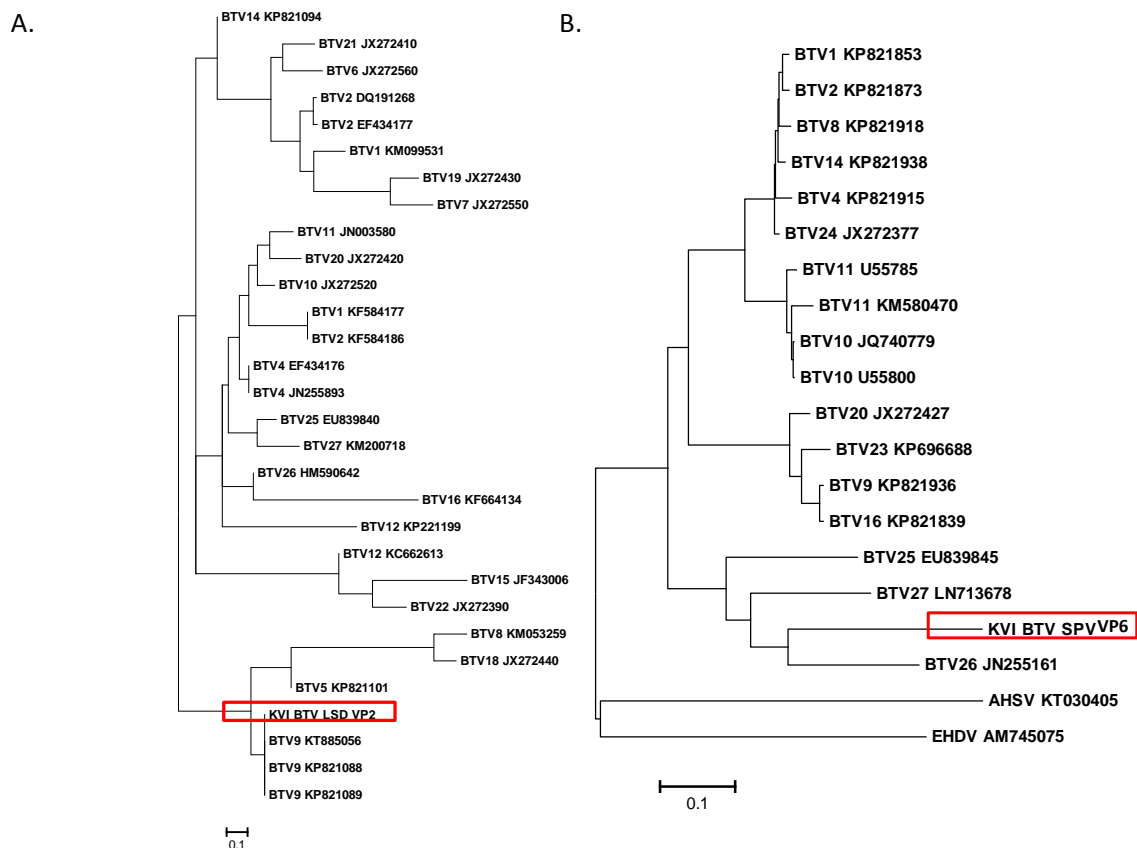 A.
BTV14 KP821094
BTV21 JX272410
BTV6 JX272560
BTV2 DQ191268
BTV2 EF434177
BTV1 KM099531
BTV19 JX272430
BTV7 JX272550
BTV11 JN003580
BTV20 JX272420
BTV10 JX272520
BTV1 KF584177
BTV2 KF584186
BTV4 EF434176
BTV4 JN255893
BTV25 EU839840
BTV27 KM200718
BTV26 HM590642
BTV16 KF664134
BTV12 KP221199
BTV12 KC662613
BTV15 JF343006
BTV22 JX272390
BTV8 KM053259
BTV18 JX272440
BTV5 KP821101
KVI BTV LSD VP2
BTV9 KT885056
BTV9 KP821088
BTV9 KP821089
0.1
B.
BTV1 KP821853
BTV2 KP821873
BTV8 KP821918
BTV14 KP821938
BTV4 KP821915
BTV24 JX272377
BTV11 U55785
BTV11 KM580470
BTV10 JQ740779
BTV10 U55800
BTV20 JX272427
BTV23 KP696688
BTV9 KP821936
BTV16 KP821839
BTV25 EU839845
BTV27 LN713678
KVI BTV SPV VP6
BTV26 JN255161
AHSV KT030405
EHDV AM745075
0.1